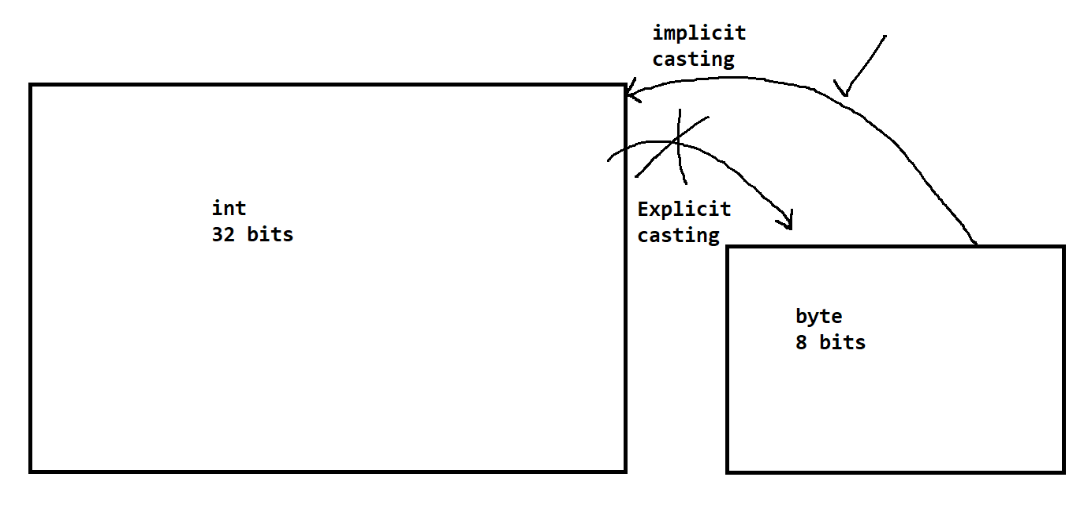 implicit
casting
int
32 bits
Explicit
casting
byte
8 bits